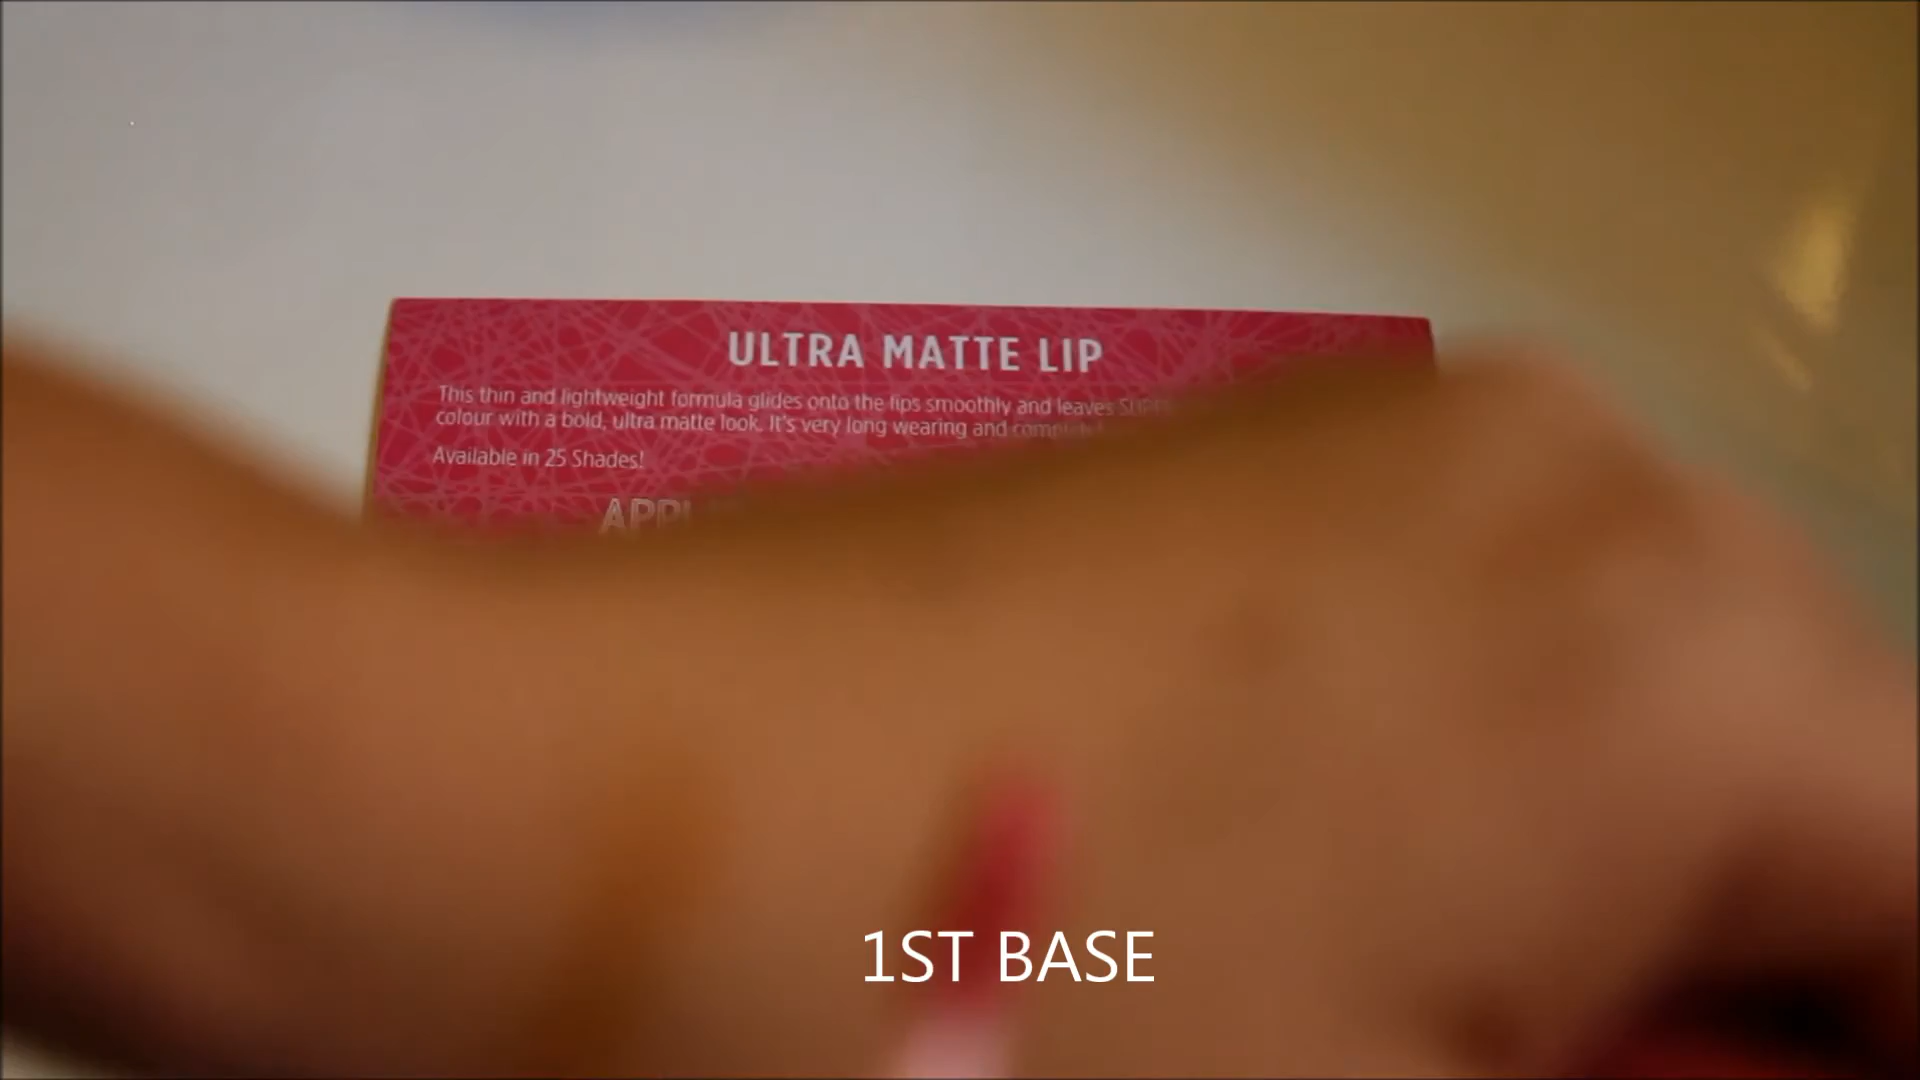 ULTRA MATTE LIP
This thin and lightweight formula glides onto the lips smoothly and leaves
colour with a bold, ultra matte look. It's very long wearing and
Available in 25 Shades!
1ST BASE